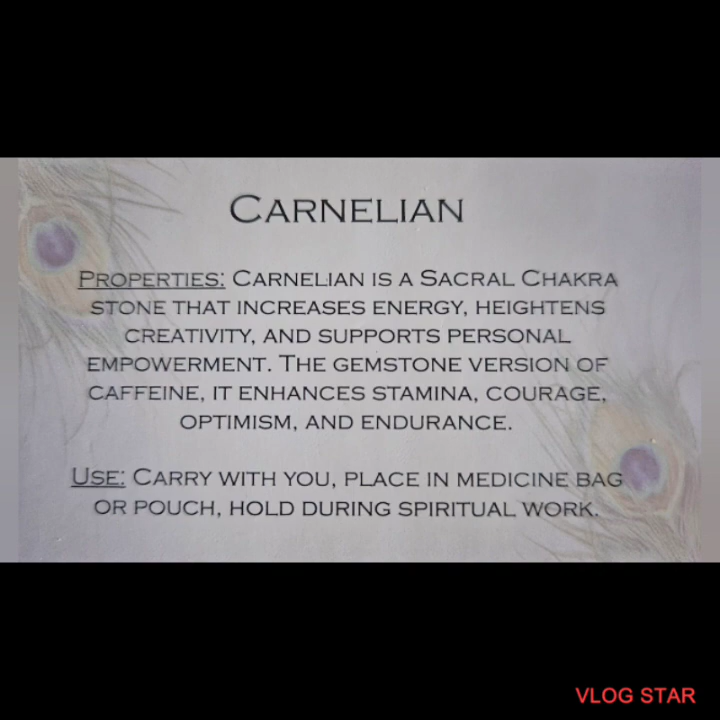 CARNELIAN
PROPERTIES: CARNELIAN IS A SACRAL CHAKRA
STONE THAT INCREASES ENERGY, HEIGHTENS
CREATIVITY, AND SUPPORTS PERSONAL
EMPOWERMENT. THE GEMSTONE VERSION OF
CAFFEINE, IT ENHANCES STAMINA, COURAGE,
OPTIMISM, AND ENDURANCE.
USE: CARRY WITH YOU, PLACE IN MEDICINE BAG
OR POUCH, HOLD DURING SPIRITUAL WORK.
VLOG STAR